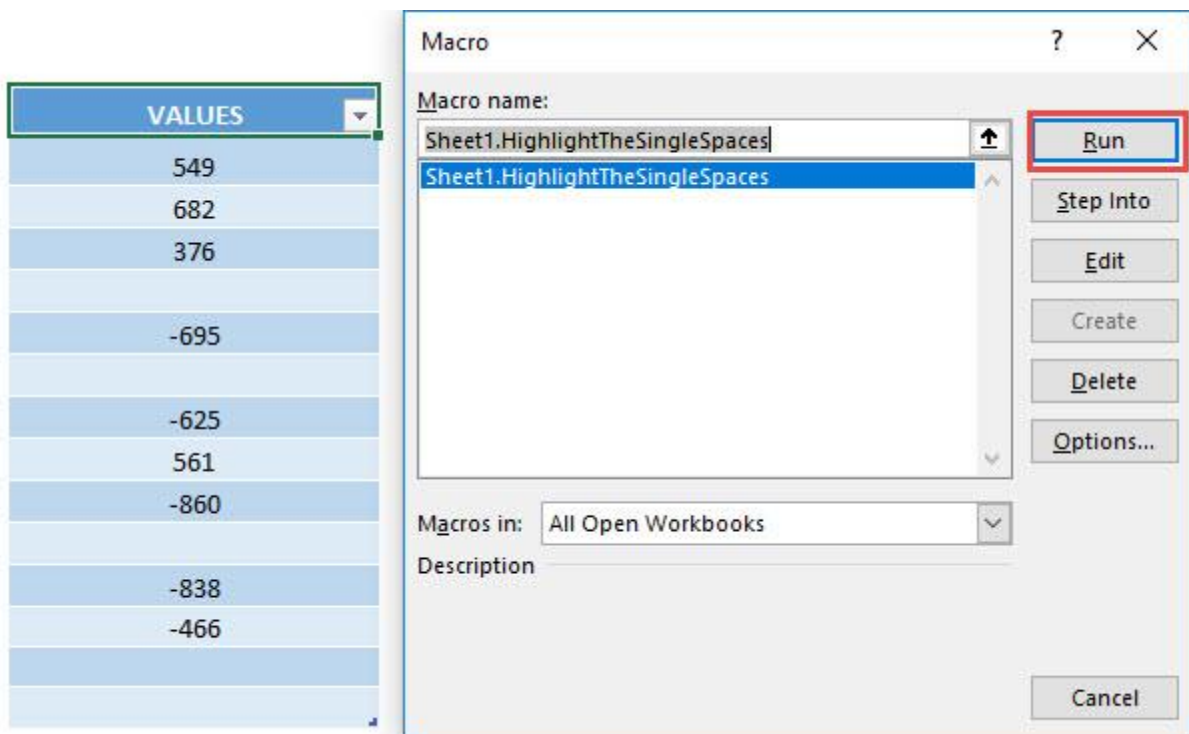 VALUES
549
682
376
-695
-625
561
-860
-838
-466
Macro
?
Macro name:
Sheet1.HighlightTheSingleSpaces
Sheet1.HighlightTheSingleSpaces
Run
Step Into
Edit
Create
Delete
Options...
Macros in: All Open Workbooks
Description
Cancel